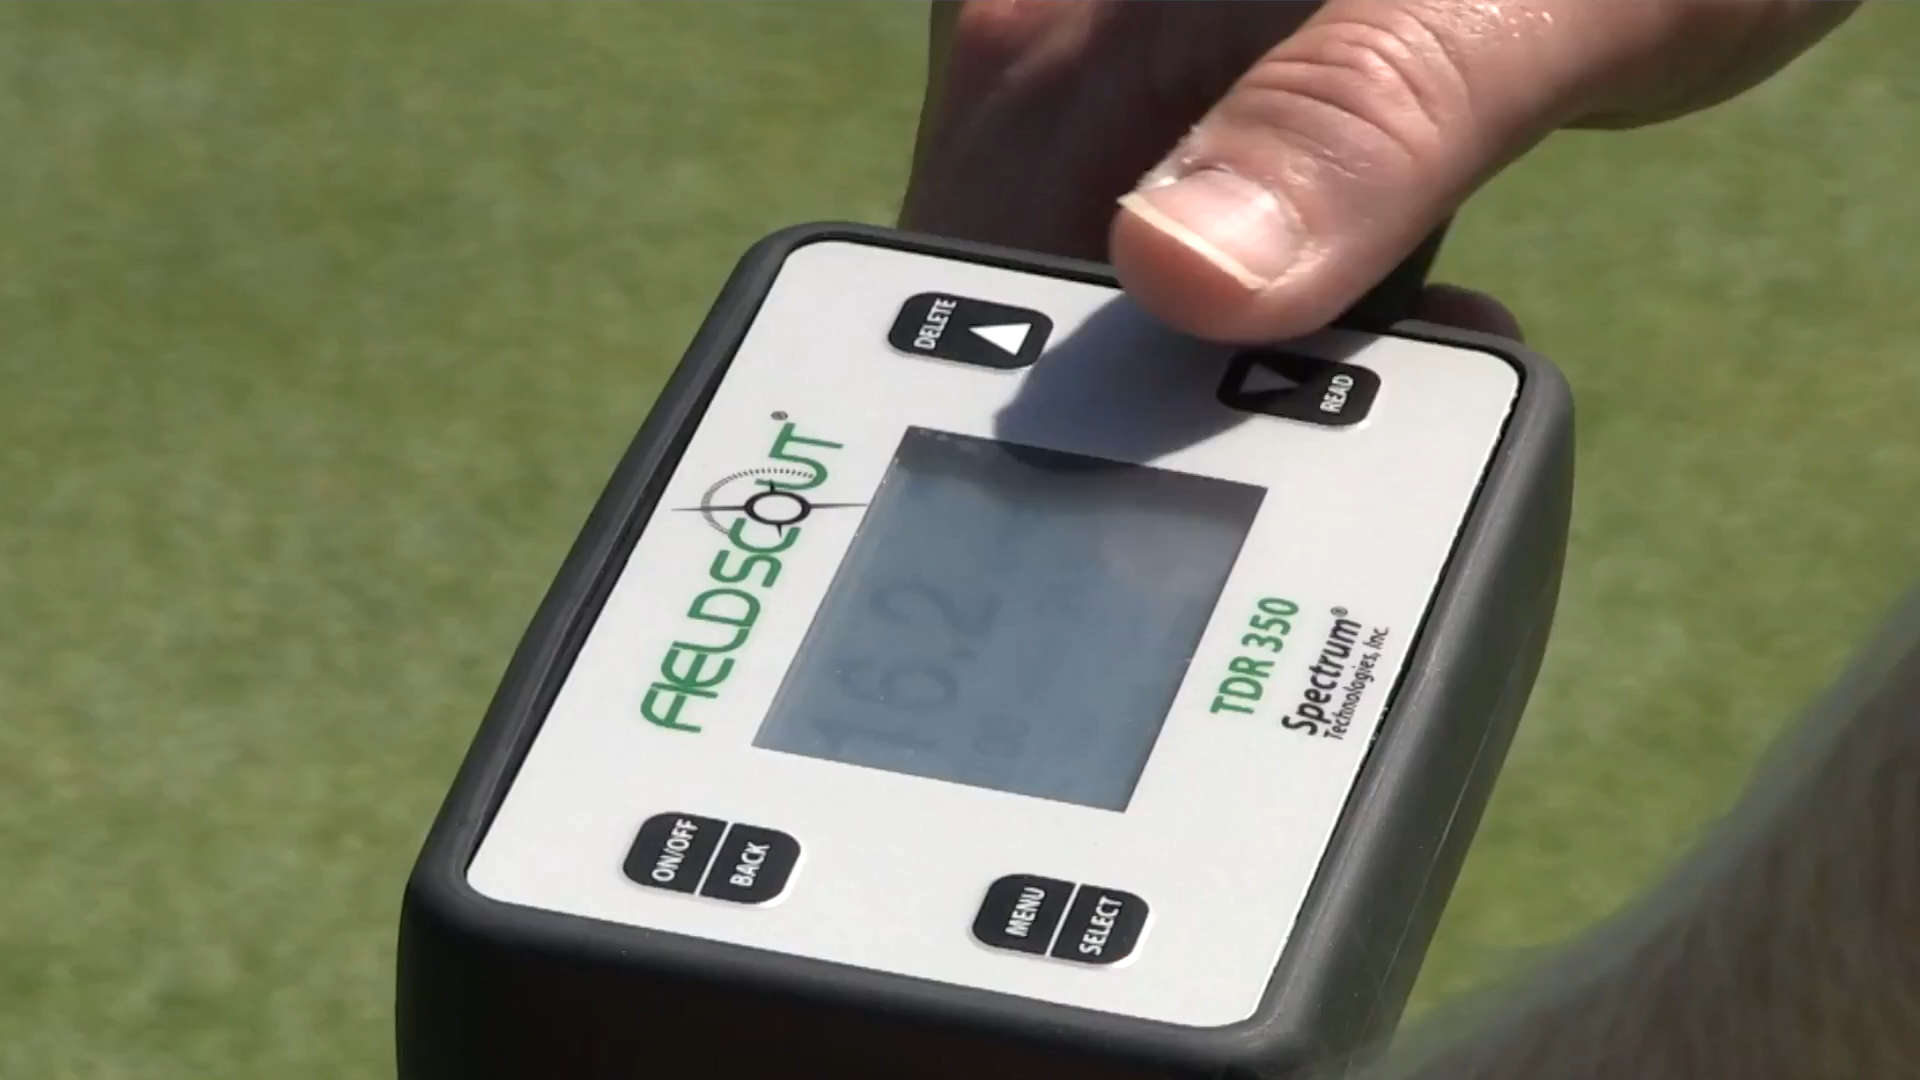 DELETE
READ
FIELDSCOUT®
16.2
TDR 350
Spectrum®
Technologies, Inc.
ON/OFF
BACK
MENU
SELECT